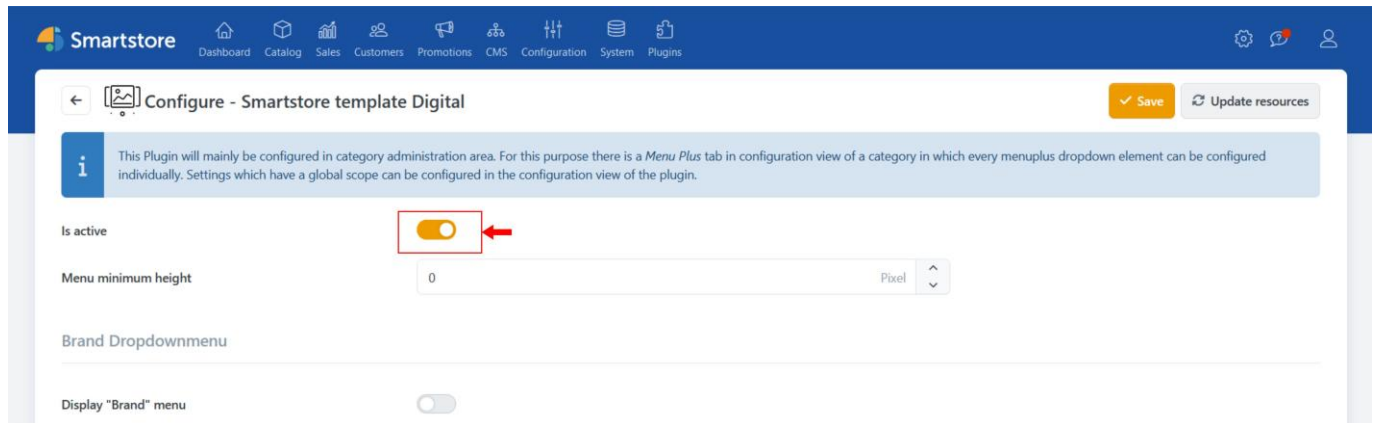 Smartstore
Dashboard Catalog Sales Customers Promotions CMS Configuration System Plugins
Configure - Smartstore template Digital
Save
Update resources
i
This Plugin will mainly be configured in category administration area. For this purpose there is a Menu Plus tab in configuration view of a category in which every menuplus dropdown element can be configured
individually. Settings which have a global scope can be configured in the configuration view of the plugin.
Is active
Menu minimum height
0 Pixel
Brand Dropdownmenu
Display "Brand" menu